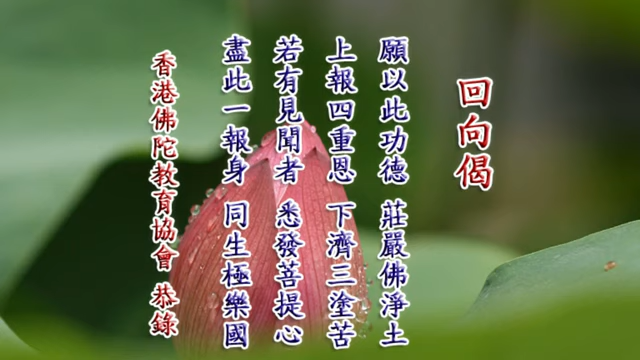 回向偈
願以此功德 莊嚴佛淨土
上報四重恩 下濟三塗苦
若有見聞者 悉發菩提心
盡此一報身 同生極樂國
香港佛陀教育協會 恭錄